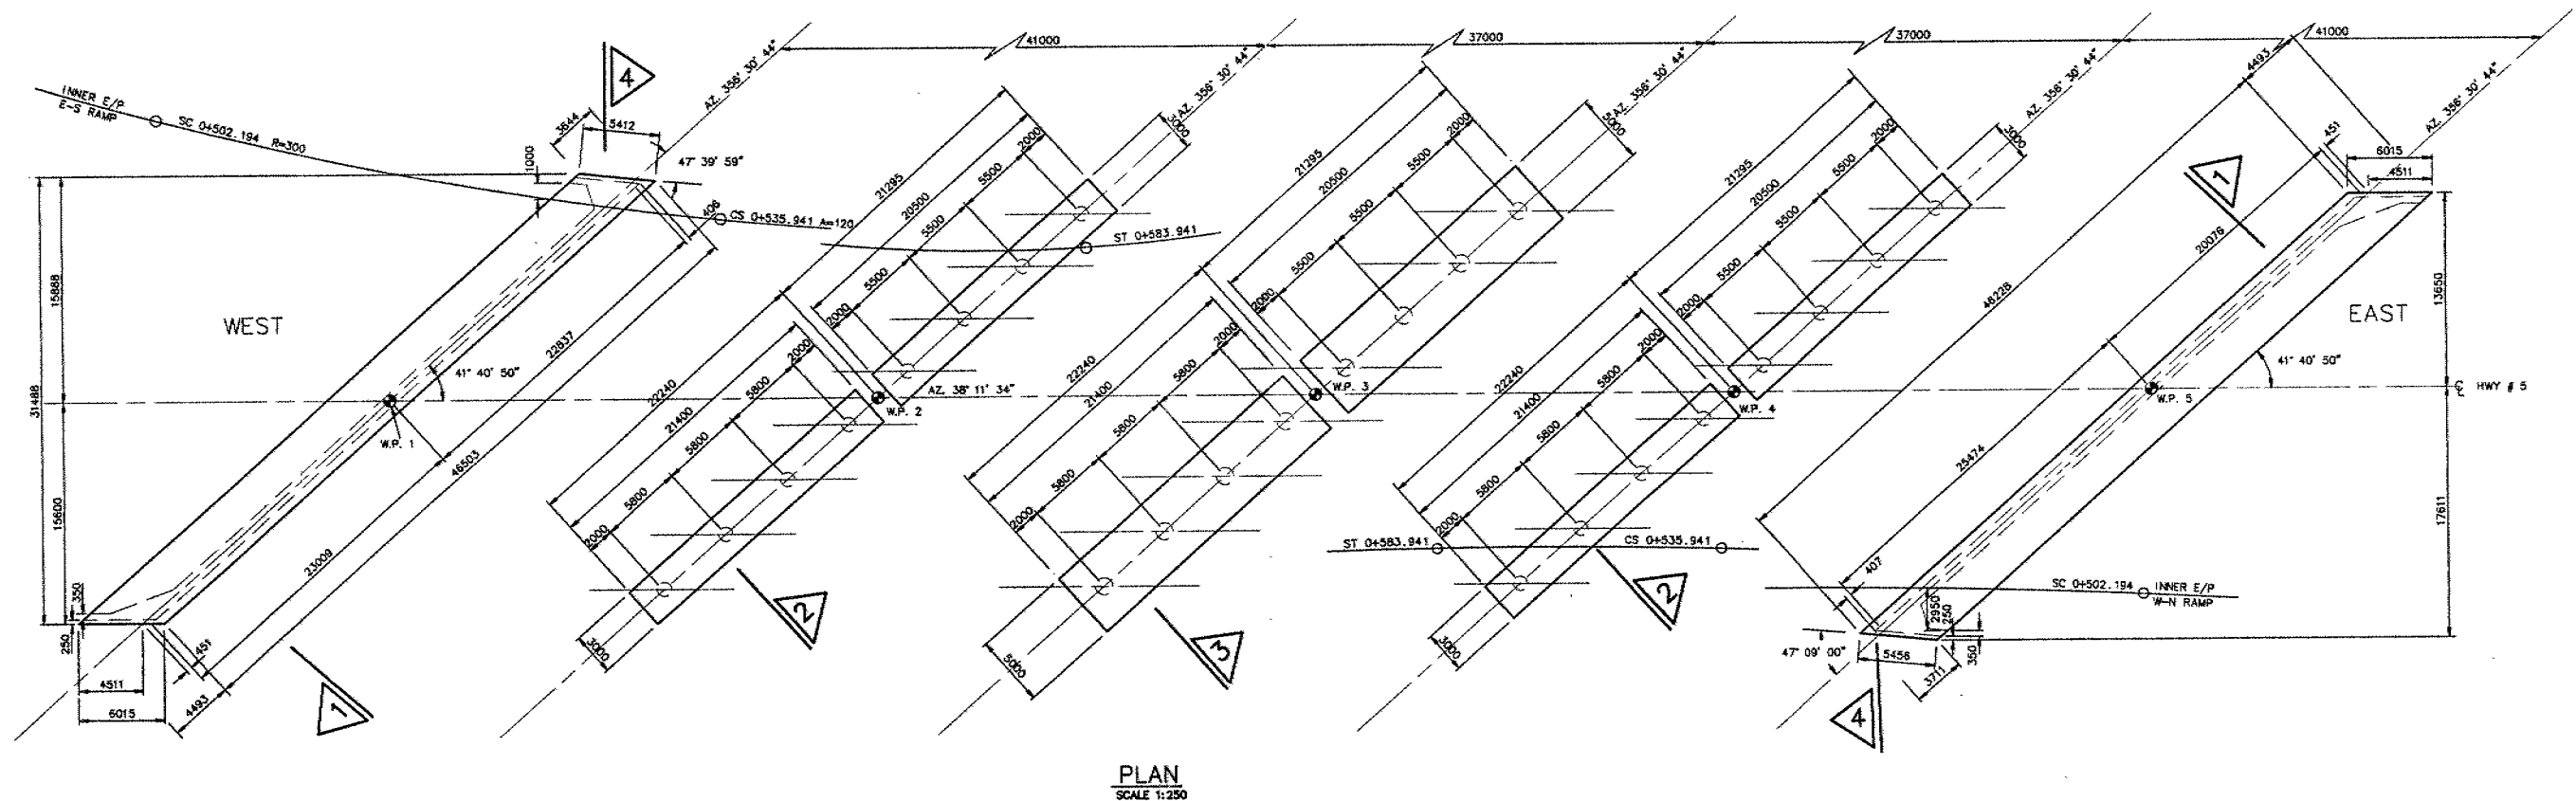 41000
37000
37000
41000
INNER E/P
E-S RAMP
SC 0+502.194
R=300
4
3644
5412
1000
47° 39' 59"
AZ. 356° 30' 44"
406
CS 0+535.941 A=120
ST 0+583.941
31488
15888
15600
WEST
41° 40' 50"
W.P. 1
22837
46503
23009
350
250
4511
6015
451
4493
1
21295
20500
2000
5500
5500
5500
2000
3000
AZ. 356° 30' 44"
22240
21400
2000
5800
5800
5800
2000
3000
W.P. 2
AZ. 38° 11' 34"
2
21295
20500
2000
5500
5500
5500
2000
5000
AZ. 356° 30' 44"
22240
21400
2000
5800
5800
5800
2000
5000
W.P. 3
3
21295
20500
2000
5500
5500
5500
2000
3000
AZ. 356° 30' 44"
22240
21400
2000
5800
5800
5800
2000
3000
W.P. 4
ST 0+583.941
CS 0+535.941
2
4493
451
6015
4511
AZ. 356° 30' 44"
1
20076
48228
25474
13650
17611
EAST
41° 40' 50"
W.P. 5
HWY # 5
407
SC 0+502.194
INNER E/P
W-N RAMP
2950
250
350
47° 09' 00"
5456
3711
4
PLAN
SCALE 1:250